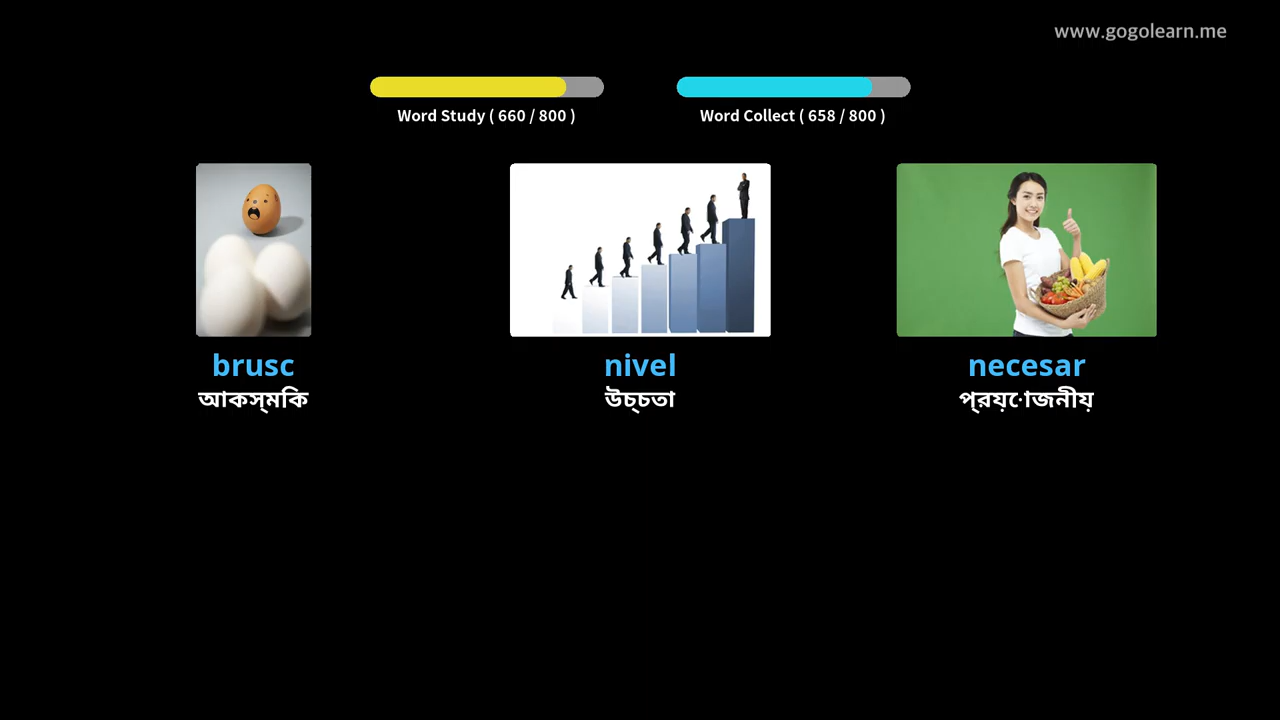 www.gogolearn.me
Word Study ( 660 / 800 )
Word Collect ( 658 / 800 )
brusc
nivel
necesar
আকস্মিক
উচ্চতা
প্রয়োজনীয়